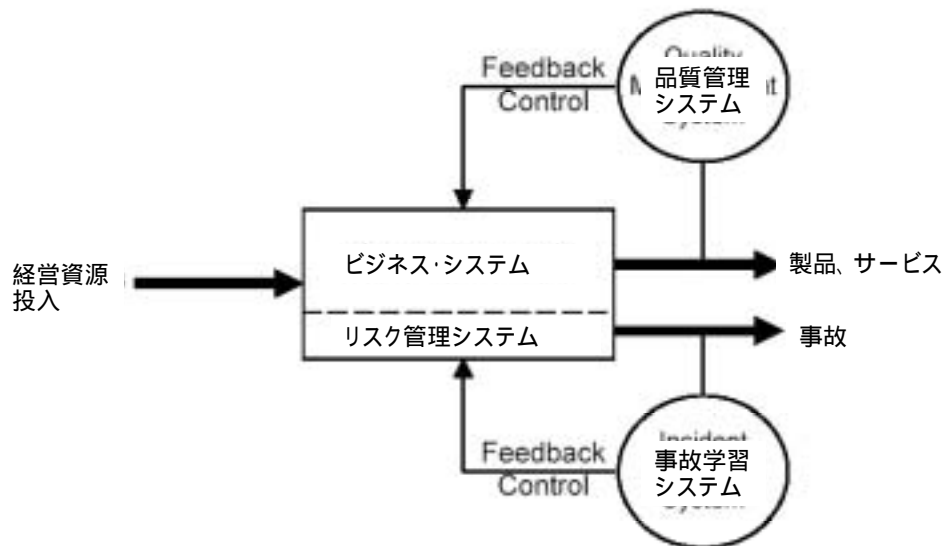 Feedback
Control
品質管理
システム
ビジネス・システム
リスク管理システム
経営資源
投入
製品、サービス
事故
Feedback
Control
事故学習
システム